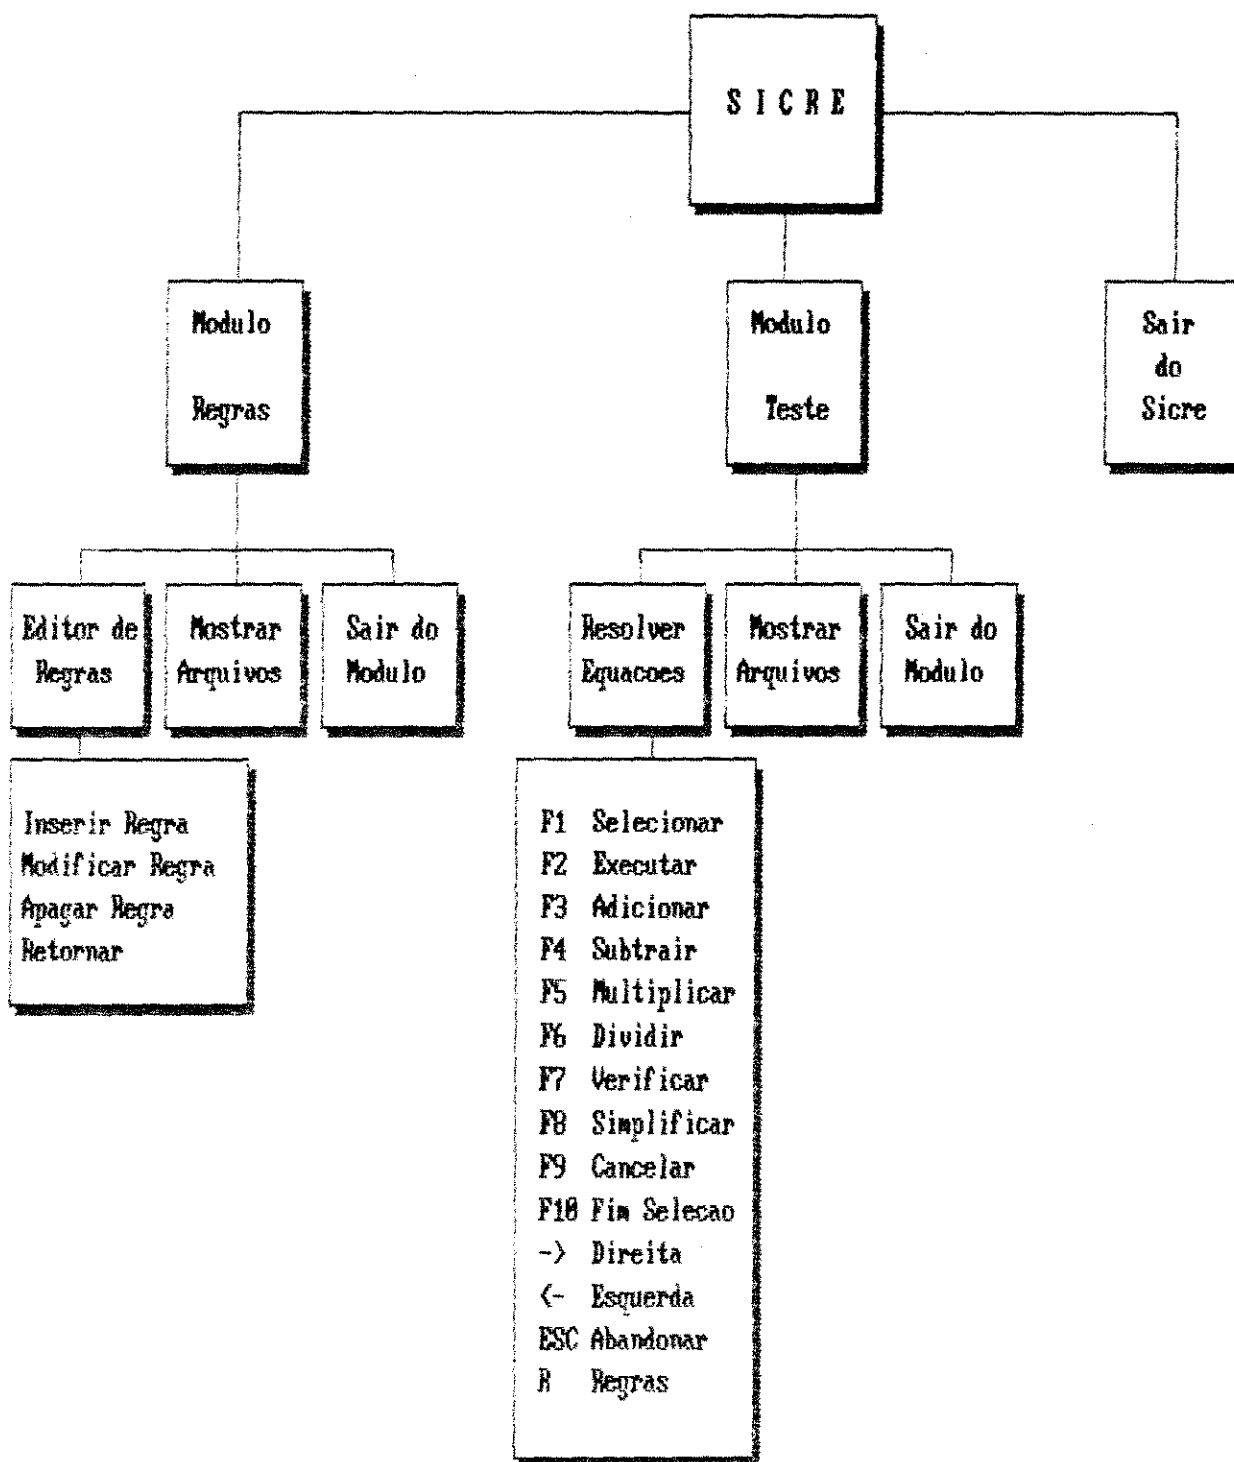 S I C R E
Modulo
Regras
Modulo
Teste
Sair
do
Sicre
Editor de
Regras
Mostrar
Arquivos
Sair do
Modulo
Resolver
Equacoes
Mostrar
Arquivos
Sair do
Modulo
Inserir Regra
Modificar Regra
Apagar Regra
Retornar
F1 Selecionar
F2 Executar
F3 Adicionar
F4 Subtrair
F5 Multiplicar
F6 Dividir
F7 Verificar
F8 Simplificar
F9 Cancelar
F10 Fim Selecao
-> Direita
<- Esquerda
ESC Abandonar
R Regras